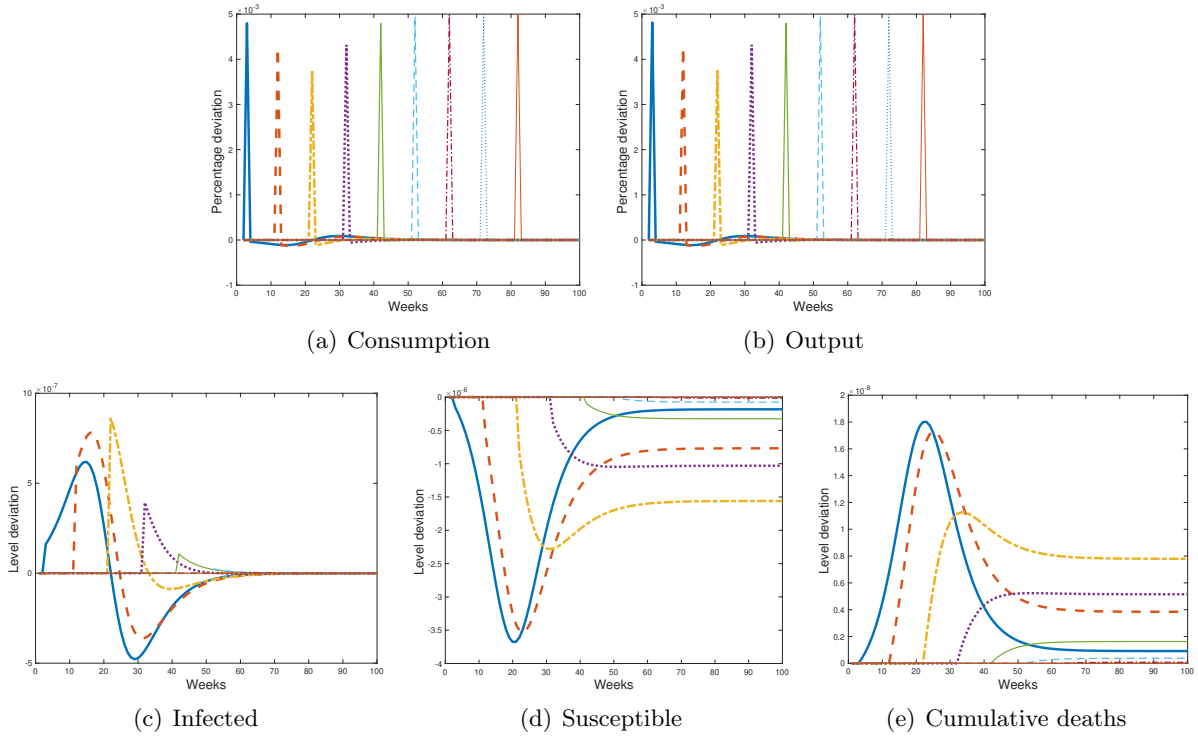 ×10⁻³
5
4
3
2
1
0
-1
Percentage deviation
0 10 20 30 40 50 60 70 80 90 100
Weeks
(a) Consumption
×10⁻³
5
4
3
2
1
0
-1
Percentage deviation
0 10 20 30 40 50 60 70 80 90 100
Weeks
(b) Output
×10⁻⁷
10
5
0
-5
Level deviation
0 10 20 30 40 50 60 70 80 90 100
Weeks
(c) Infected
×10⁻⁶
0
-0.5
-1
-1.5
-2
-2.5
-3
-3.5
-4
Level deviation
0 10 20 30 40 50 60 70 80 90 100
Weeks
(d) Susceptible
×10⁻⁸
2
1.8
1.6
1.4
1.2
1
0.8
0.6
0.4
0.2
0
Level deviation
0 10 20 30 40 50 60 70 80 90 100
Weeks
(e) Cumulative deaths